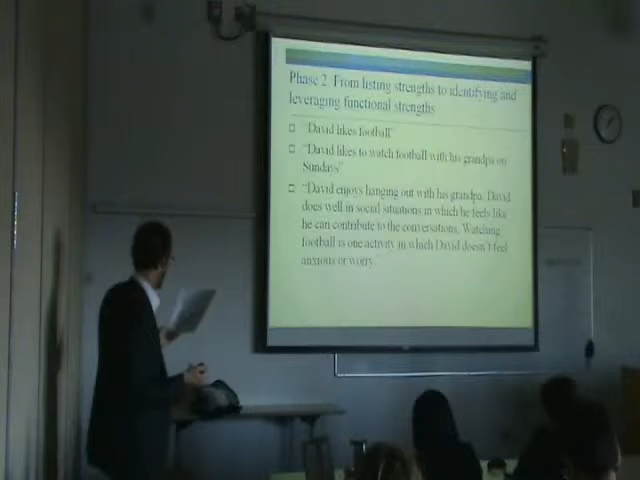 Phase 2 From listing strengths to identifying and
leveraging functional strengths
"David likes football"
"David likes to watch football with his grandpa on
Sundays"
"David enjoys hanging out with his grandpa. David
does well in social situations in which he feels like
he can contribute to the conversations. Watching
football is one activity in which David doesn't feel
anxious or worry."